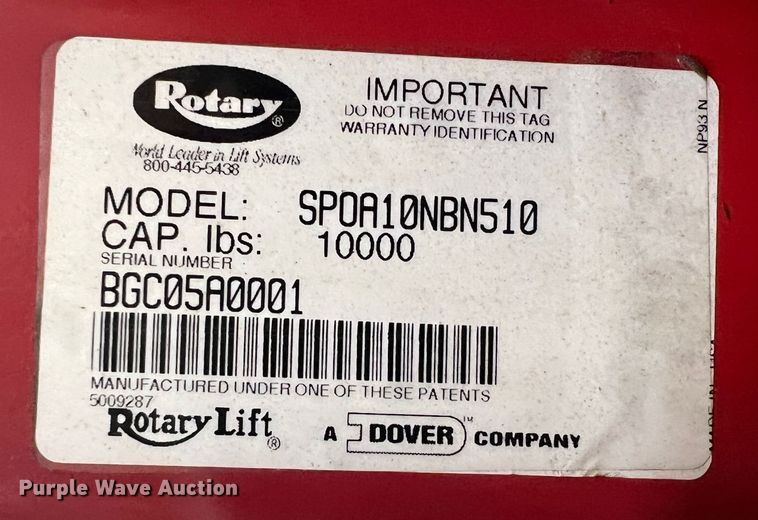 Rotary®
World Leader in Lift Systems
800-445-5438
IMPORTANT
DO NOT REMOVE THIS TAG
WARRANTY IDENTIFICATION
NP93 N
MODEL: SPOA10NBN510
CAP. lbs: 10000
SERIAL NUMBER
BGC05A0001
MANUFACTURED UNDER ONE OF THESE PATENTS
5009287
Rotary Lift®
A DOVER™ COMPANY
Purple Wave Auction